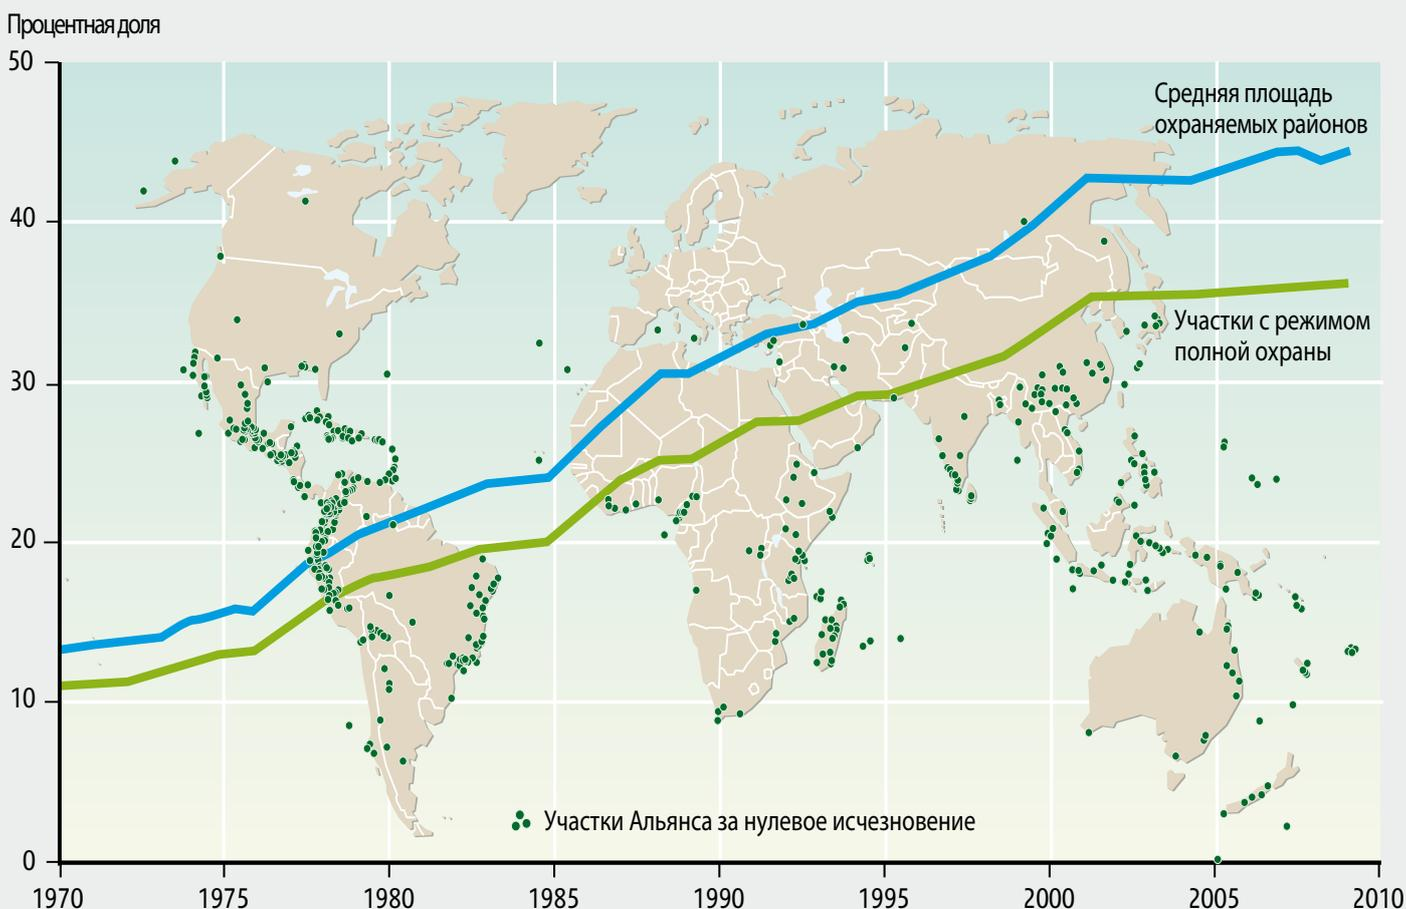 Процентная доля
50
40
30
20
10
0
Средняя площадь
охраняемых районов
Участки с режимом
полной охраны
Участки Альянса за нулевое исчезновение
1970 1975 1980 1985 1990 1995 2000 2005 2010